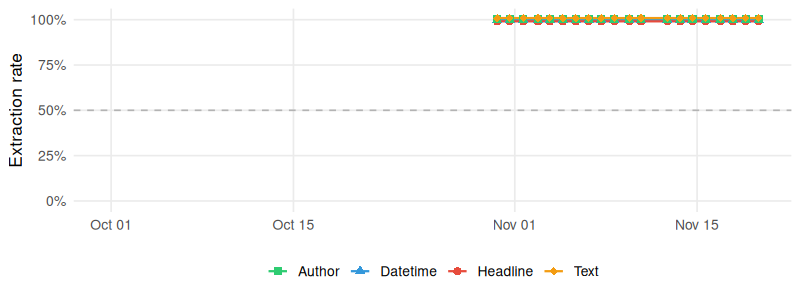 Extraction rate
100%
75%
50%
25%
0%
Oct 01 Oct 15 Nov 01 Nov 15
Author Datetime Headline Text